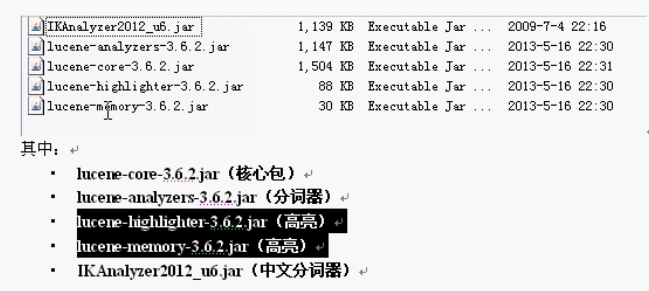 IKAnalyzer2012_u6.jar 1,139 KB Executable Jar ... 2009-7-4 22:16
lucene-analyzers-3.6.2.jar 1,147 KB Executable Jar ... 2013-5-16 22:30
lucene-core-3.6.2.jar 1,504 KB Executable Jar ... 2013-5-16 22:31
lucene-highlighter-3.6.2.jar 88 KB Executable Jar ... 2013-5-16 22:30
lucene-memory-3.6.2.jar 30 KB Executable Jar ... 2013-5-16 22:30
其中：
· lucene-core-3.6.2.jar（核心包）
· lucene-analyzers-3.6.2.jar（分词器）
· lucene-highlighter-3.6.2.jar（高亮）
· lucene-memory-3.6.2.jar（高亮）
· IKAnalyzer2012_u6.jar（中文分词器）